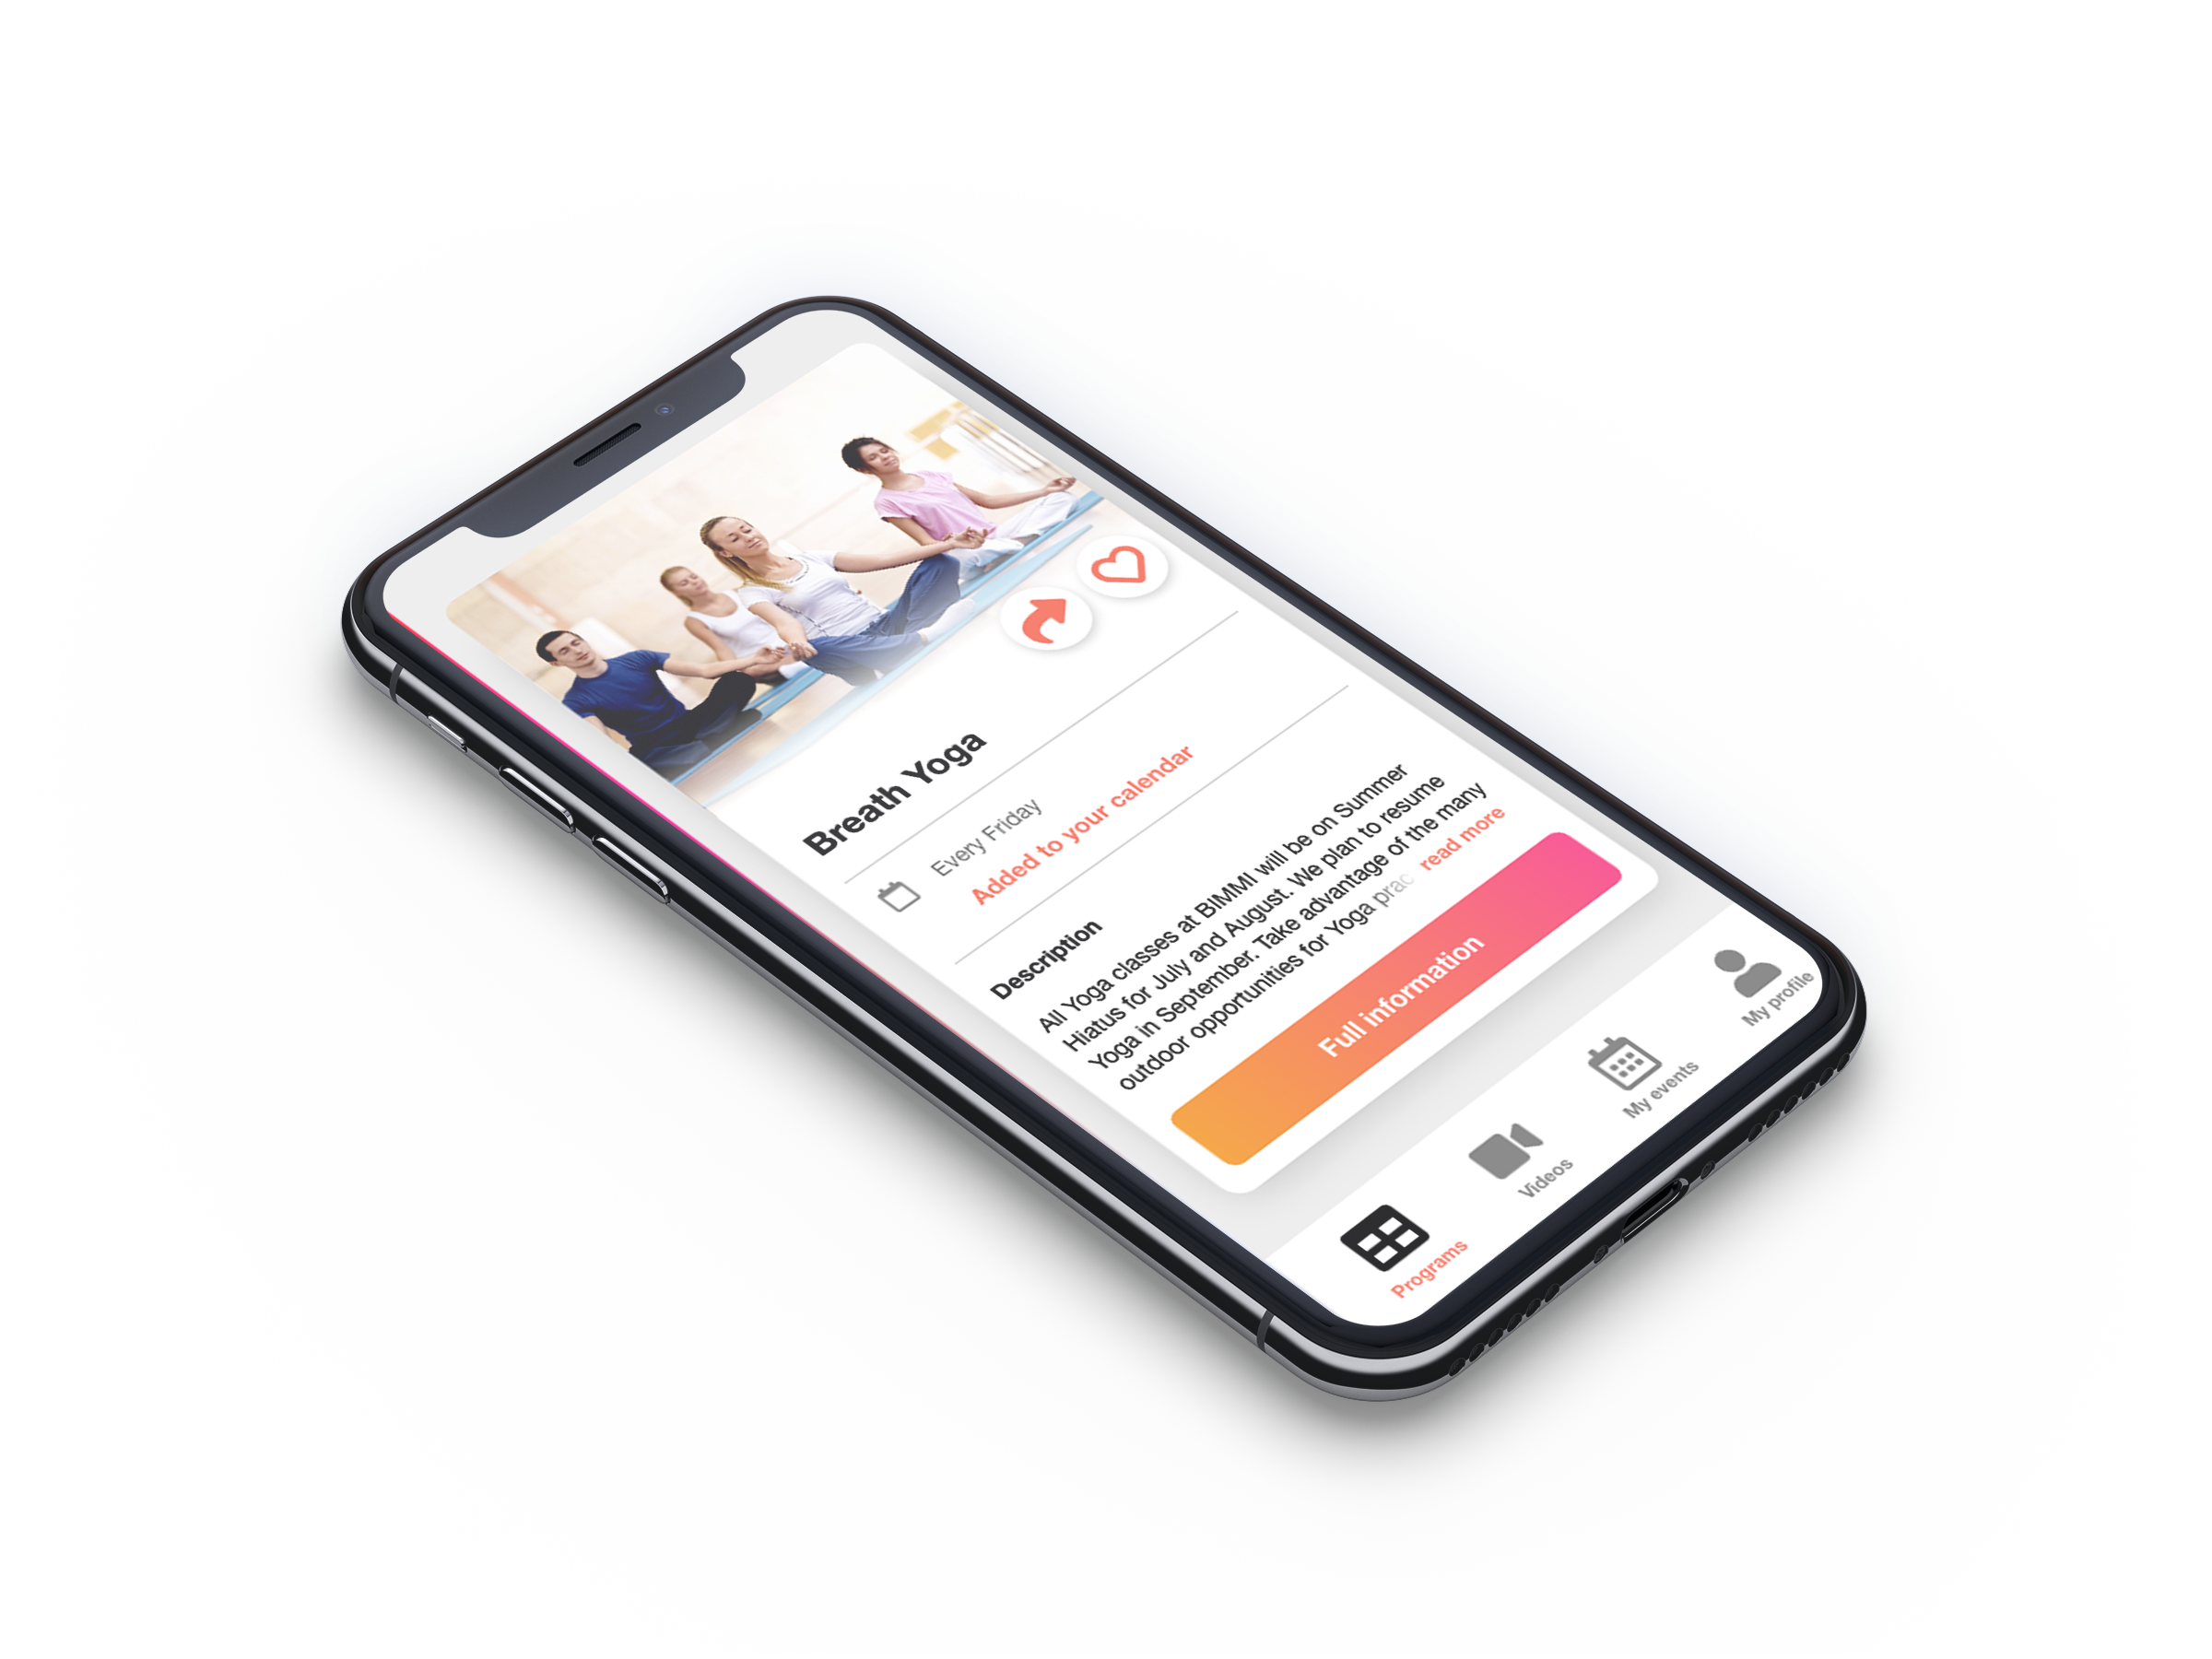 Breath Yoga
Every Friday
Added to your calendar
Description
All Yoga classes at BIMMI will be on Summer
Hiatus for July and August. We plan to resume
Yoga in September. Take advantage of the many
outdoor opportunities for Yoga prac read more
Full information
Programs
Videos
My events
My profile